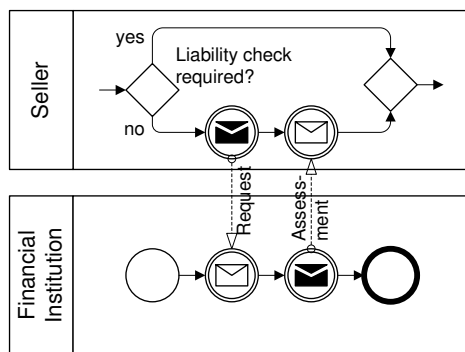 Seller
yes
Liability check
required?
no
Request
Assess-
ment
Financial
Institution